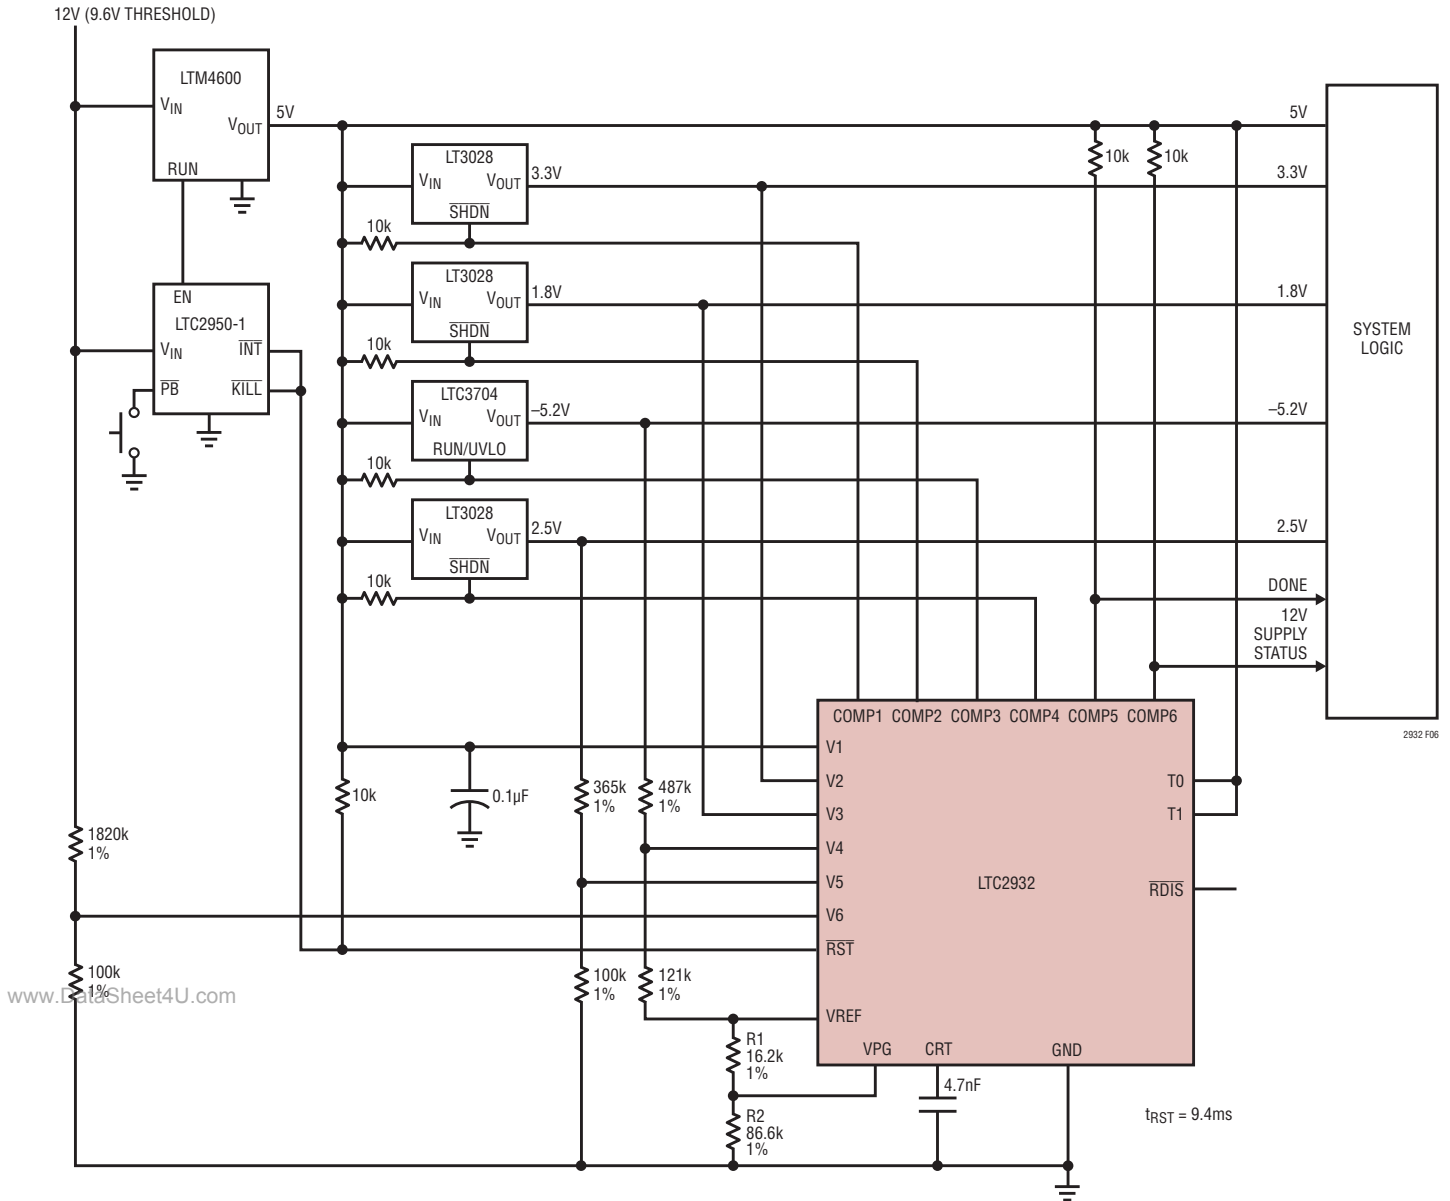 12V (9.6V THRESHOLD)
LTM4600
VIN
VOUT
RUN
5V
5V
LT3028
VIN
VOUT
SHDN
3.3V
10k
10k
10k
3.3V
LT3028
VIN
VOUT
SHDN
1.8V
10k
1.8V
EN
LTC2950-1
VIN
INT
PB
KILL
LTC3704
VIN
VOUT
RUN/UVLO
–5.2V
10k
–5.2V
SYSTEM
LOGIC
LT3028
VIN
VOUT
SHDN
2.5V
10k
2.5V
DONE
12V
SUPPLY
STATUS
2932 F06
COMP1
COMP2
COMP3
COMP4
COMP5
COMP6
V1
V2
V3
V4
V5
V6
RST
VREF
VPG
CRT
GND
T0
T1
RDIS
LTC2932
10k
0.1µF
365k
1%
487k
1%
1820k
1%
100k
1%
100k
1%
121k
1%
R1
16.2k
1%
R2
86.6k
1%
4.7nF
tRST = 9.4ms
www.DataSheet4U.com